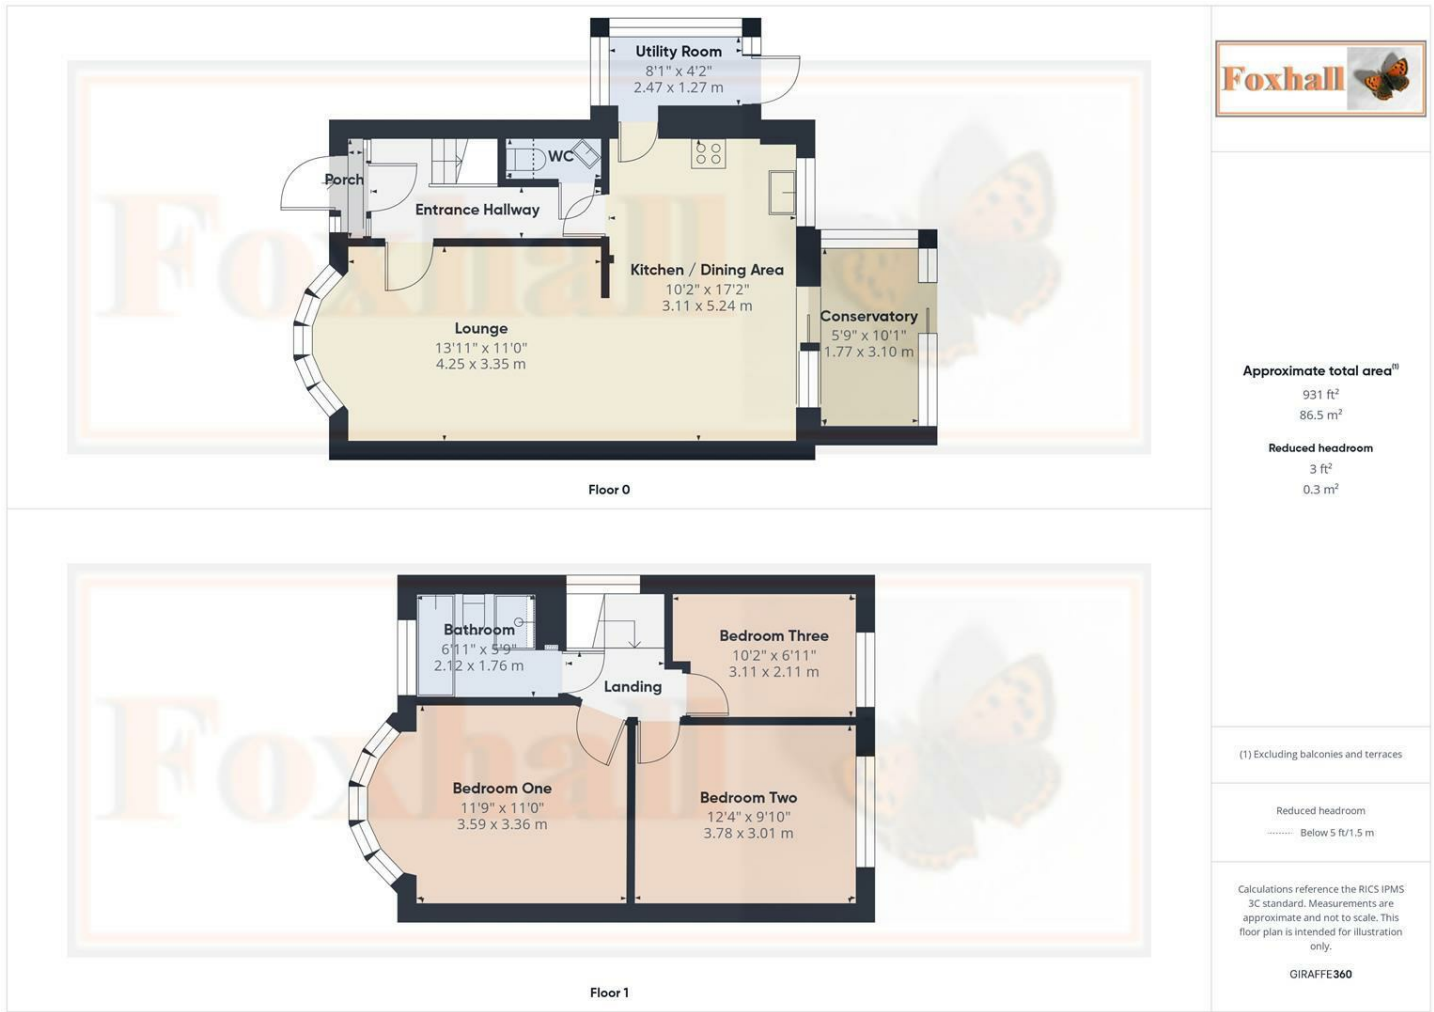 Utility Room
8'1" x 4'2"
2.47 x 1.27 m
WC
Porch
Entrance Hallway
Kitchen / Dining Area
10'2" x 17'2"
3.11 x 5.24 m
Lounge
13'11" x 11'0"
4.25 x 3.35 m
Conservatory
5'9" x 10'1"
1.77 x 3.10 m
Foxhall
Floor 0
Bathroom
6'11" x 5'9"
2.12 x 1.76 m
Landing
Bedroom Three
10'2" x 6'11"
3.11 x 2.11 m
Bedroom One
11'9" x 11'0"
3.59 x 3.36 m
Bedroom Two
12'4" x 9'10"
3.78 x 3.01 m
Foxhall
Floor 1
Foxhall
Approximate total area(1)
931 ft²
86.5 m²
Reduced headroom
3 ft²
0.3 m²
(1) Excluding balconies and terraces
Reduced headroom
Below 5 ft/1.5 m
Calculations reference the RICS IPMS
3C standard. Measurements are
approximate and not to scale. This
floor plan is intended for illustration
only.
GIRAFFE360